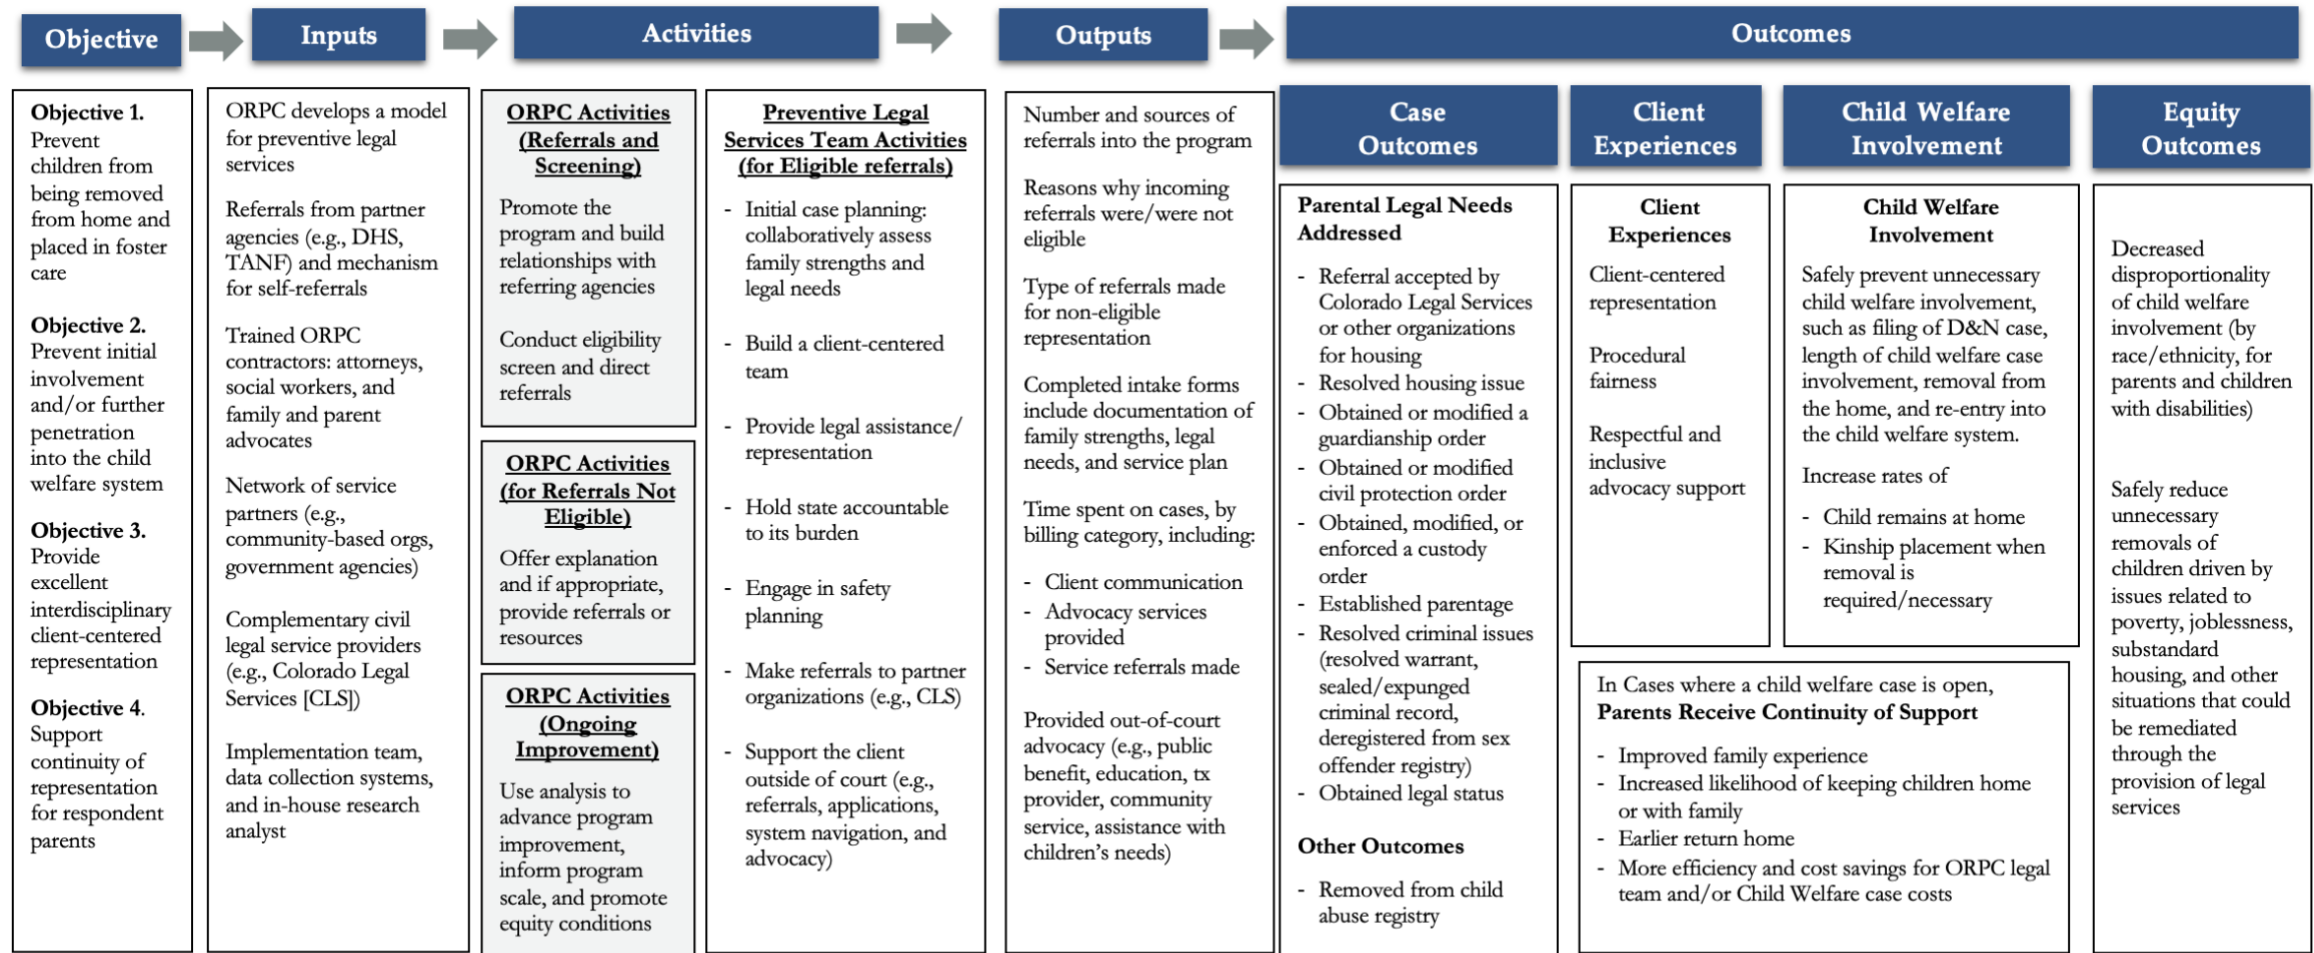 Objective
Inputs
Activities
Outputs
Outcomes
Objective 1.
Prevent
children from
being removed
from home and
placed in foster
care
Objective 2.
Prevent initial
involvement
and/or further
penetration
into the child
welfare system
Objective 3.
Provide
excellent
interdisciplinary
client-centered
representation
Objective 4.
Support
continuity of
representation
for respondent
parents
ORPC develops a model
for preventive legal
services
Referrals from partner
agencies (e.g., DHS,
TANF) and mechanism
for self-referrals
Trained ORPC
contractors: attorneys,
social workers, and
family and parent
advocates
Network of service
partners (e.g.,
community-based orgs,
government agencies)
Complementary civil
legal service providers
(e.g., Colorado Legal
Services [CLS])
Implementation team,
data collection systems,
and in-house research
analyst
ORPC Activities
(Referrals and
Screening)
Promote the
program and build
relationships with
referring agencies
Conduct eligibility
screen and direct
referrals
ORPC Activities
(for Referrals Not
Eligible)
Offer explanation
and if appropriate,
provide referrals or
resources
ORPC Activities
(Ongoing
Improvement)
Use analysis to
advance program
improvement,
inform program
scale, and promote
equity conditions
Preventive Legal
Services Team Activities
(for Eligible referrals)
- Initial case planning:
collaboratively assess
family strengths and
legal needs
- Build a client-centered
team
- Provide legal assistance/
representation
- Hold state accountable
to its burden
- Engage in safety
planning
- Make referrals to partner
organizations (e.g., CLS)
- Support the client
outside of court (e.g.,
referrals, applications,
system navigation, and
advocacy)
Number and sources of
referrals into the program
Reasons why incoming
referrals were/were not
eligible
Type of referrals made
for non-eligible
representation
Completed intake forms
include documentation of
family strengths, legal
needs, and service plan
Time spent on cases, by
billing category, including:
- Client communication
- Advocacy services
provided
- Service referrals made
Provided out-of-court
advocacy (e.g., public
benefit, education, tx
provider, community
service, assistance with
children's needs)
Case
Outcomes
Parental Legal Needs
Addressed
- Referral accepted by
Colorado Legal Services
or other organizations
for housing
- Resolved housing issue
- Obtained or modified a
guardianship order
- Obtained or modified
civil protection order
- Obtained, modified, or
enforced a custody
order
- Established parentage
- Resolved criminal issues
(resolved warrant,
sealed/expunged
criminal record,
deregistered from sex
offender registry)
- Obtained legal status
Other Outcomes
- Removed from child
abuse registry
Client
Experiences
Client
Experiences
Client-centered
representation
Procedural
fairness
Respectful and
inclusive
advocacy support
Child Welfare
Involvement
Child Welfare
Involvement
Safely prevent unnecessary
child welfare involvement,
such as filing of D&N case,
length of child welfare case
involvement, removal from
the home, and re-entry into
the child welfare system.
Increase rates of
- Child remains at home
- Kinship placement when
removal is
required/necessary
In Cases where a child welfare case is open,
Parents Receive Continuity of Support
- Improved family experience
- Increased likelihood of keeping children home
or with family
- Earlier return home
- More efficiency and cost savings for ORPC legal
team and/or Child Welfare case costs
Equity
Outcomes
Decreased
disproportionality
of child welfare
involvement (by
race/ethnicity, for
parents and children
with disabilities)
Safely reduce
unnecessary
removals of
children driven by
issues related to
poverty, joblessness,
substandard
housing, and other
situations that could
be remediated
through the
provision of legal
services